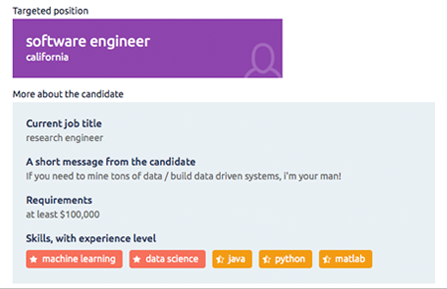 Targeted position
software engineer
california
More about the candidate
Current job title
research engineer
A short message from the candidate
If you need to mine tons of data / build data driven systems, i'm your man!
Requirements
at least $100,000
Skills, with experience level
machine learning data science java python matlab